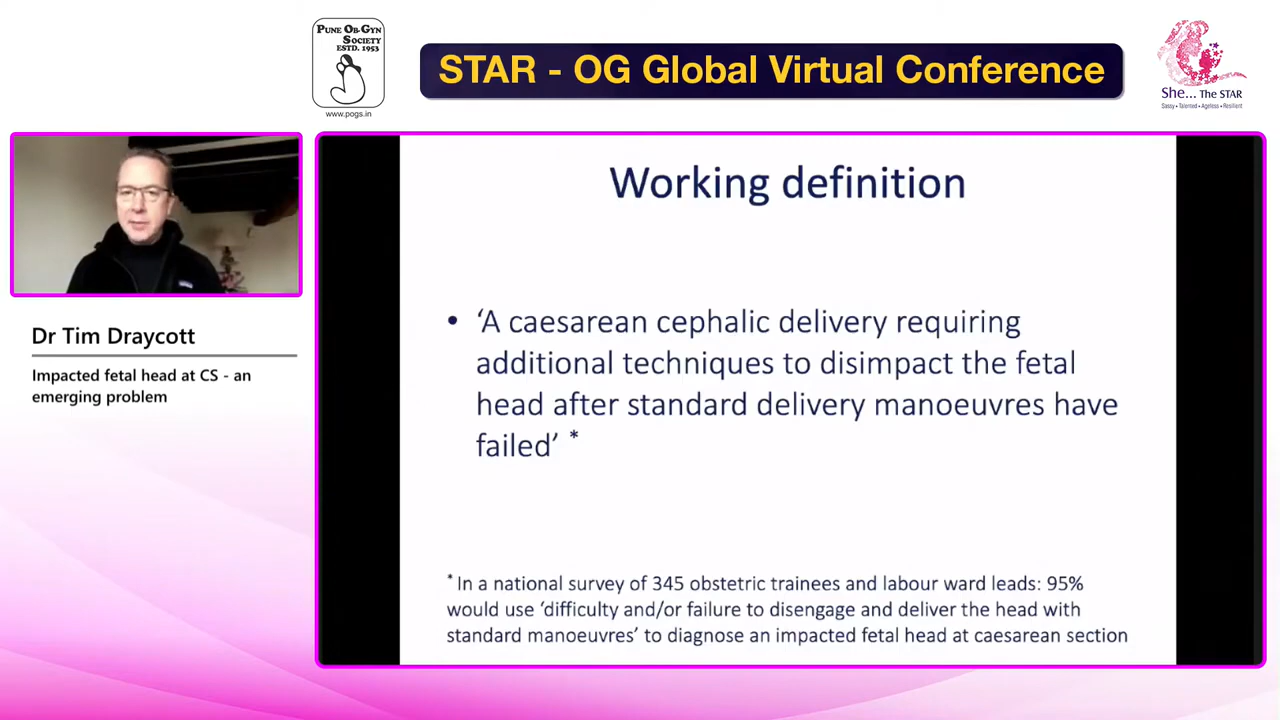 PUNE OB-GYN
SOCIETY
ESTD. 1953
www.pogs.in
STAR - OG Global Virtual Conference
She... THE STAR
Sassy • Talented • Ageless • Resilient
Dr Tim Draycott
Impacted fetal head at CS - an
emerging problem
Working definition
• ‘A caesarean cephalic delivery requiring
additional techniques to disimpact the fetal
head after standard delivery manoeuvres have
failed’ *
* In a national survey of 345 obstetric trainees and labour ward leads: 95%
would use ‘difficulty and/or failure to disengage and deliver the head with
standard manoeuvres’ to diagnose an impacted fetal head at caesarean section